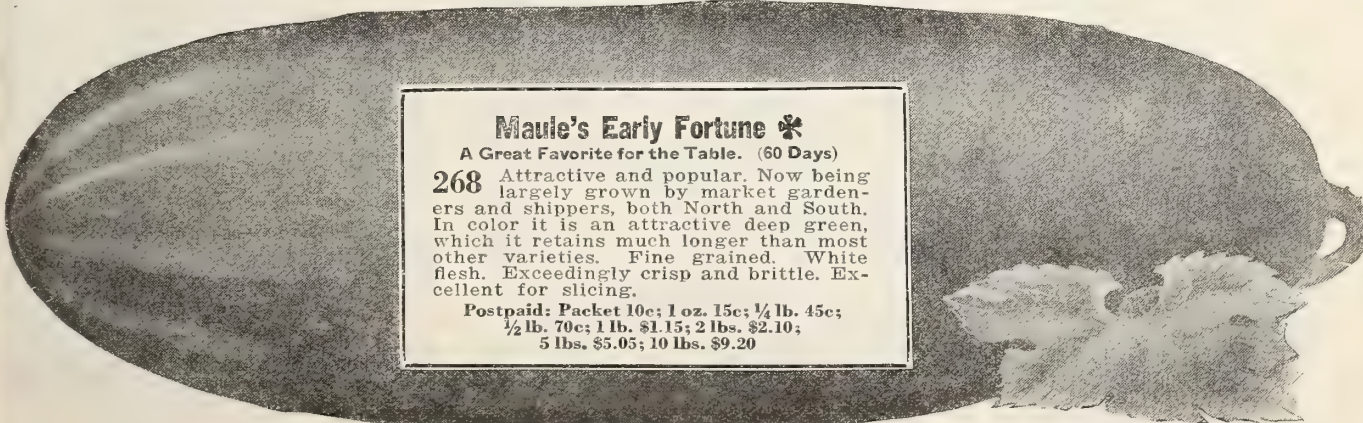 Maule's Early Fortune ✤
A Great Favorite for the Table. (60 Days)
268 Attractive and popular. Now being
largely grown by market garden-
ers and shippers, both North and South.
In color it is an attractive deep green,
which it retains much longer than most
other varieties. Fine grained. White
flesh. Exceedingly crisp and brittle. Ex-
cellent for slicing.
Postpaid: Packet 10c; 1 oz. 15c; ¼ lb. 45c;
½ lb. 70c; 1 lb. $1.15; 2 lbs. $2.10;
5 lbs. $5.05; 10 lbs. $9.20